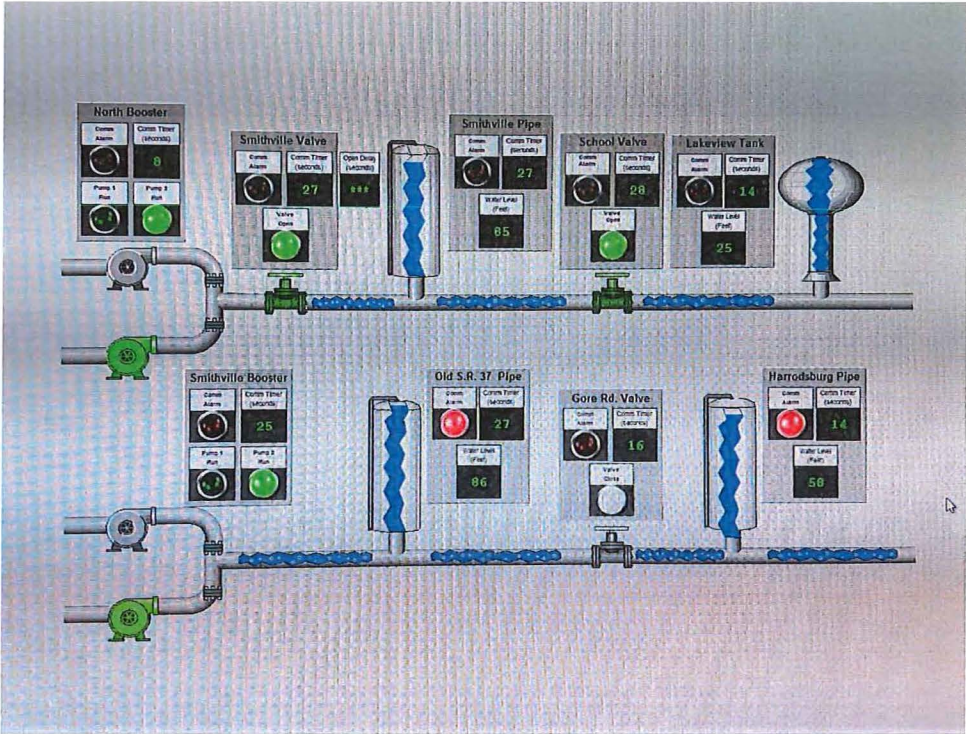 North Booster
Comm Alarm
Comm Timer (seconds)
8
Pump 1 Run
Pump 2 Run
Smithville Valve
Comm Alarm
Comm Timer (seconds)
27
Open Delay (seconds)
***
Valve Open
Smithville Pipe
Comm Alarm
Comm Timer (seconds)
27
Water Level (Feet)
School Valve
Comm Alarm
Comm Timer (seconds)
28
Valve Open
Lakeview Tank
Comm Alarm
Comm Timer (seconds)
14
Water Level (Feet)
25
Smithville Booster
Comm Alarm
Comm Timer (seconds)
25
Pump 1 Run
Pump 2 Run
Old S.R. 37 Pipe
Comm Alarm
Comm Timer (seconds)
27
Water Level (Feet)
Gore Rd. Valve
Comm Alarm
Comm Timer (seconds)
16
Valve
Harrodsburg Pipe
Comm Alarm
Comm Timer (seconds)
14
Water Level (Feet)